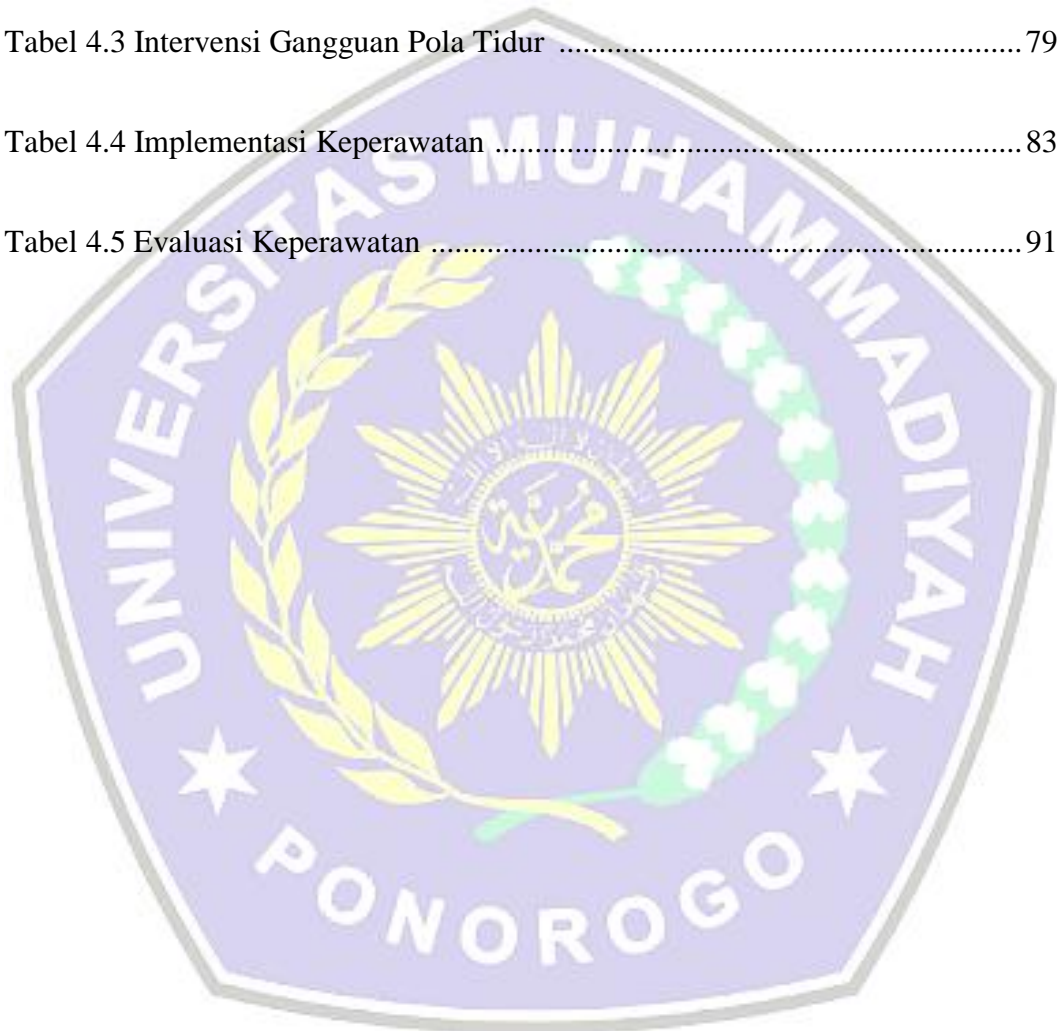 Tabel 4.3 Intervensi Gangguan Pola Tidur ............................................................ 79
Tabel 4.4 Implementasi Keperawatan .................................................................... 83
Tabel 4.5 Evaluasi Keperawatan ............................................................................ 91
UNIVERSITAS MUHAMMADIYAH
محمدية
PONOROGO